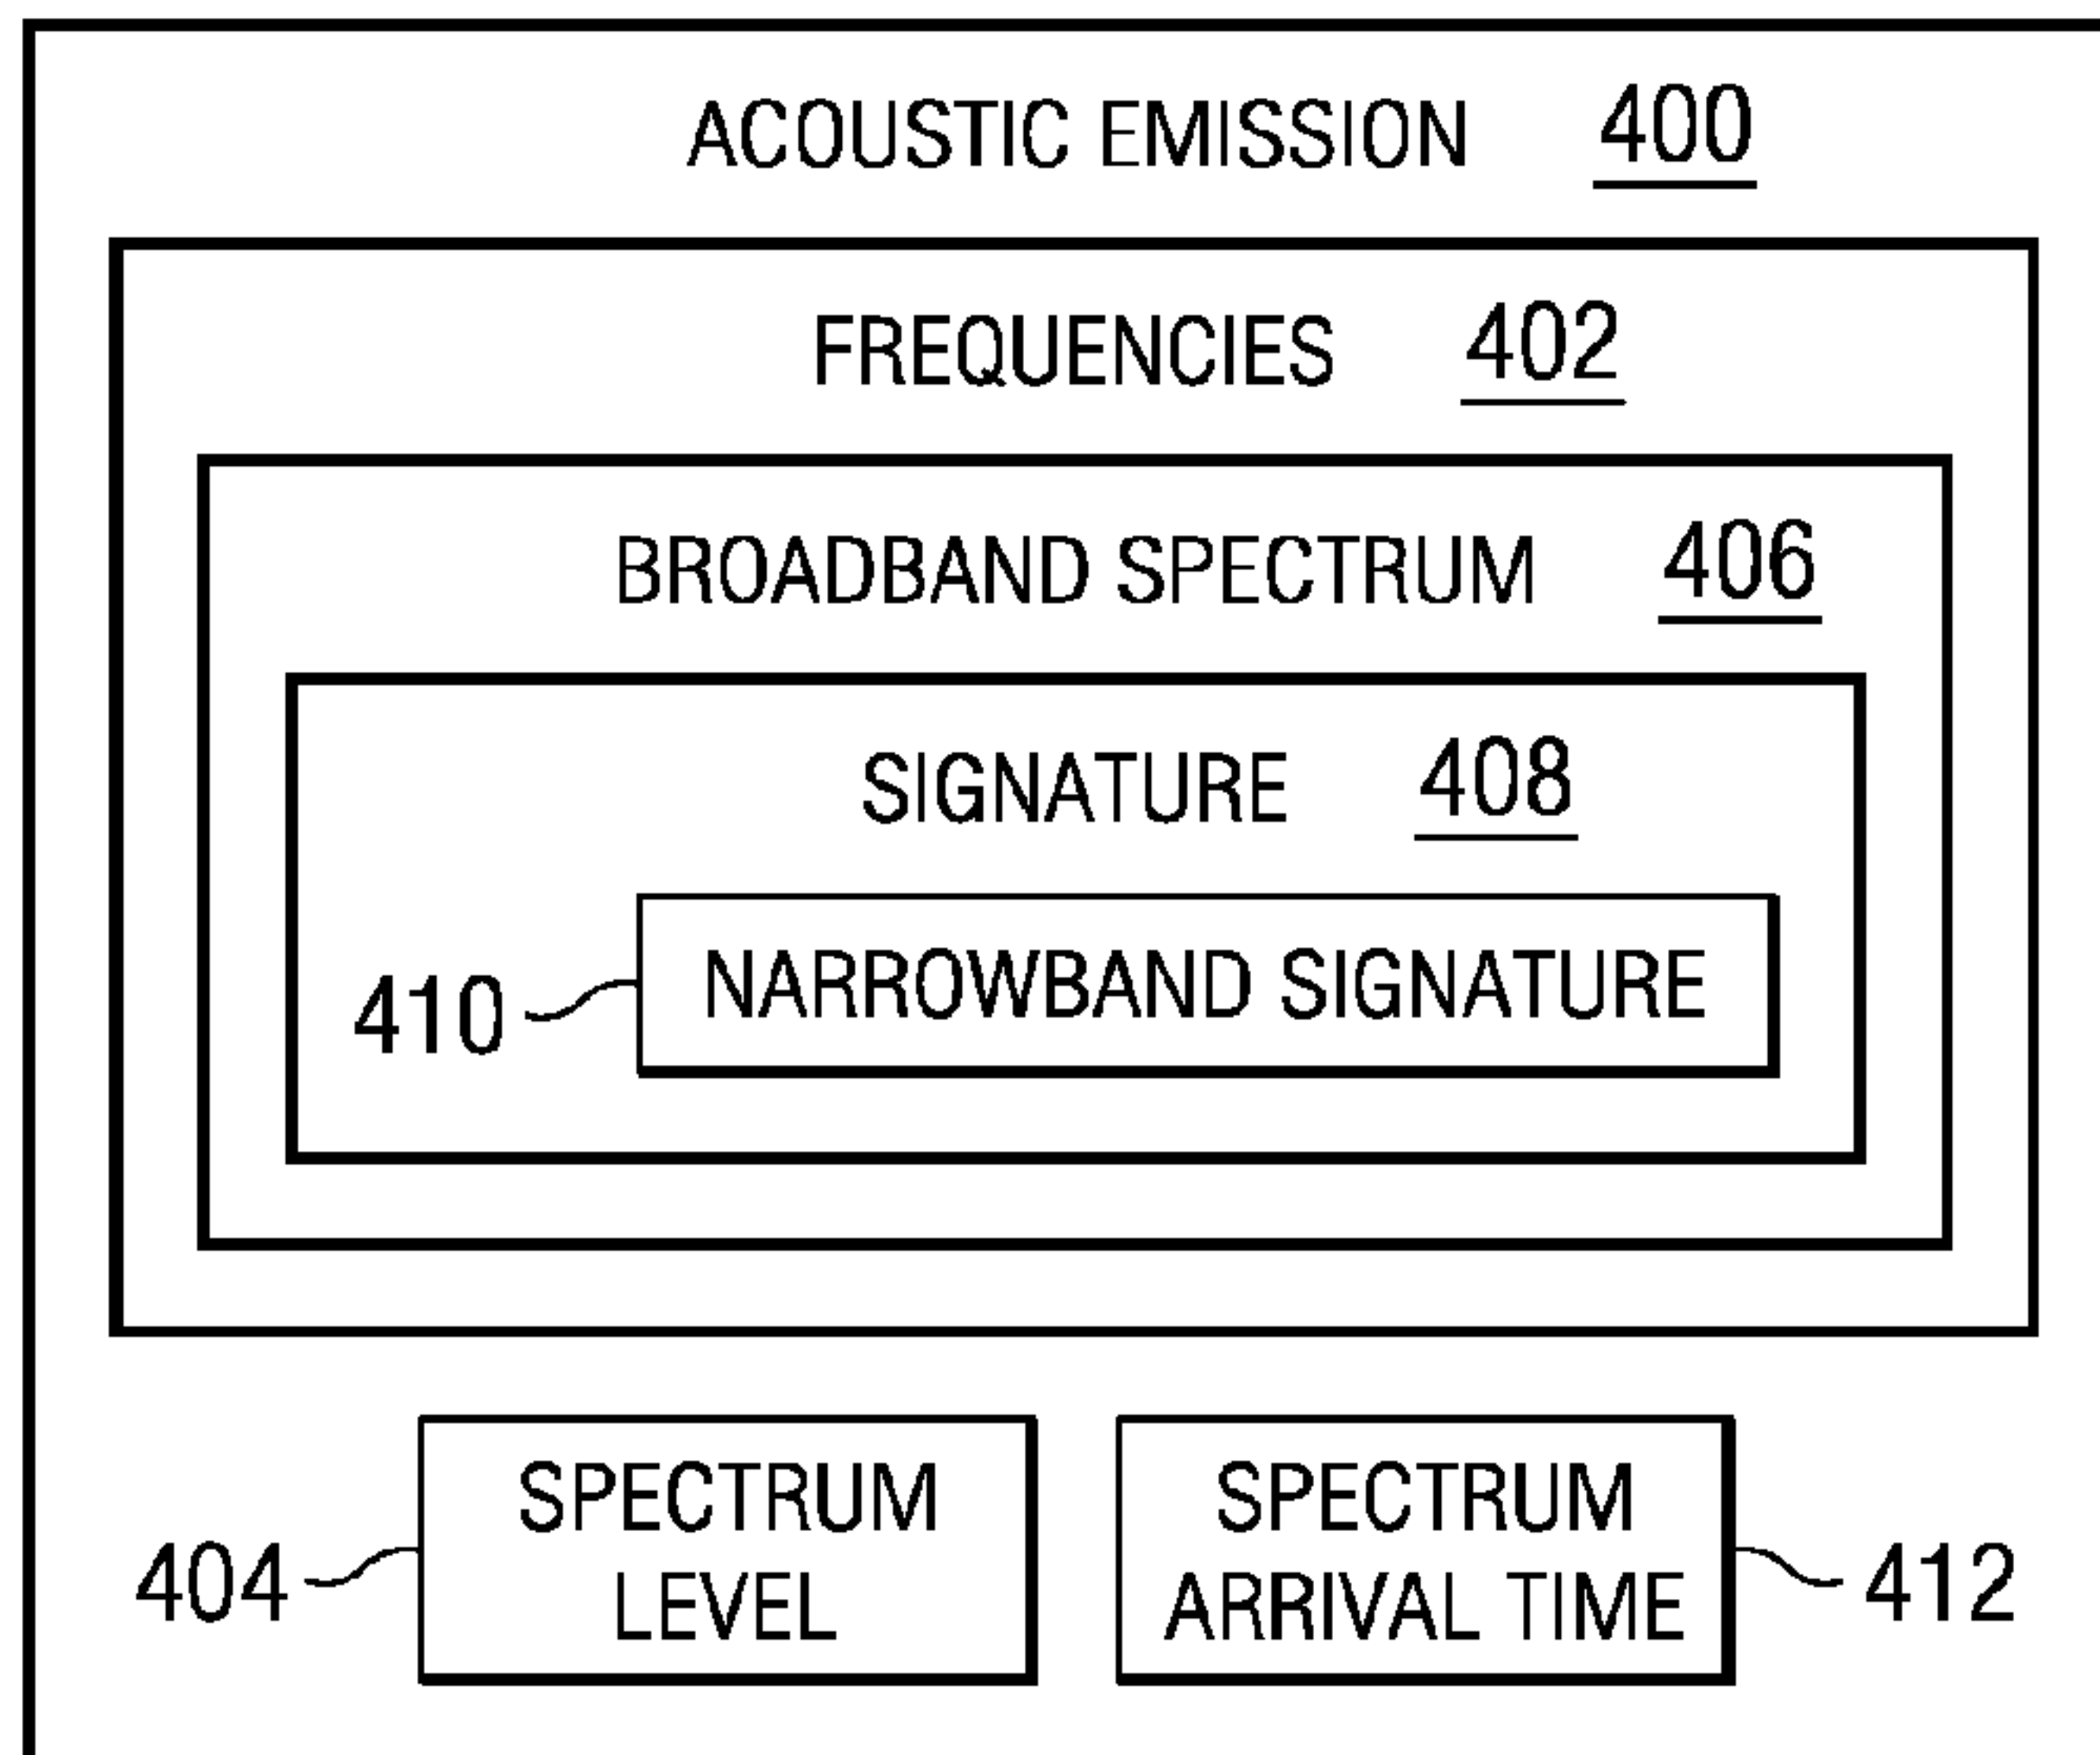 ACOUSTIC EMISSION 400
FREQUENCIES 402
BROADBAND SPECTRUM 406
SIGNATURE 408
410 NARROWBAND SIGNATURE
404
SPECTRUM
LEVEL
SPECTRUM
ARRIVAL TIME
412